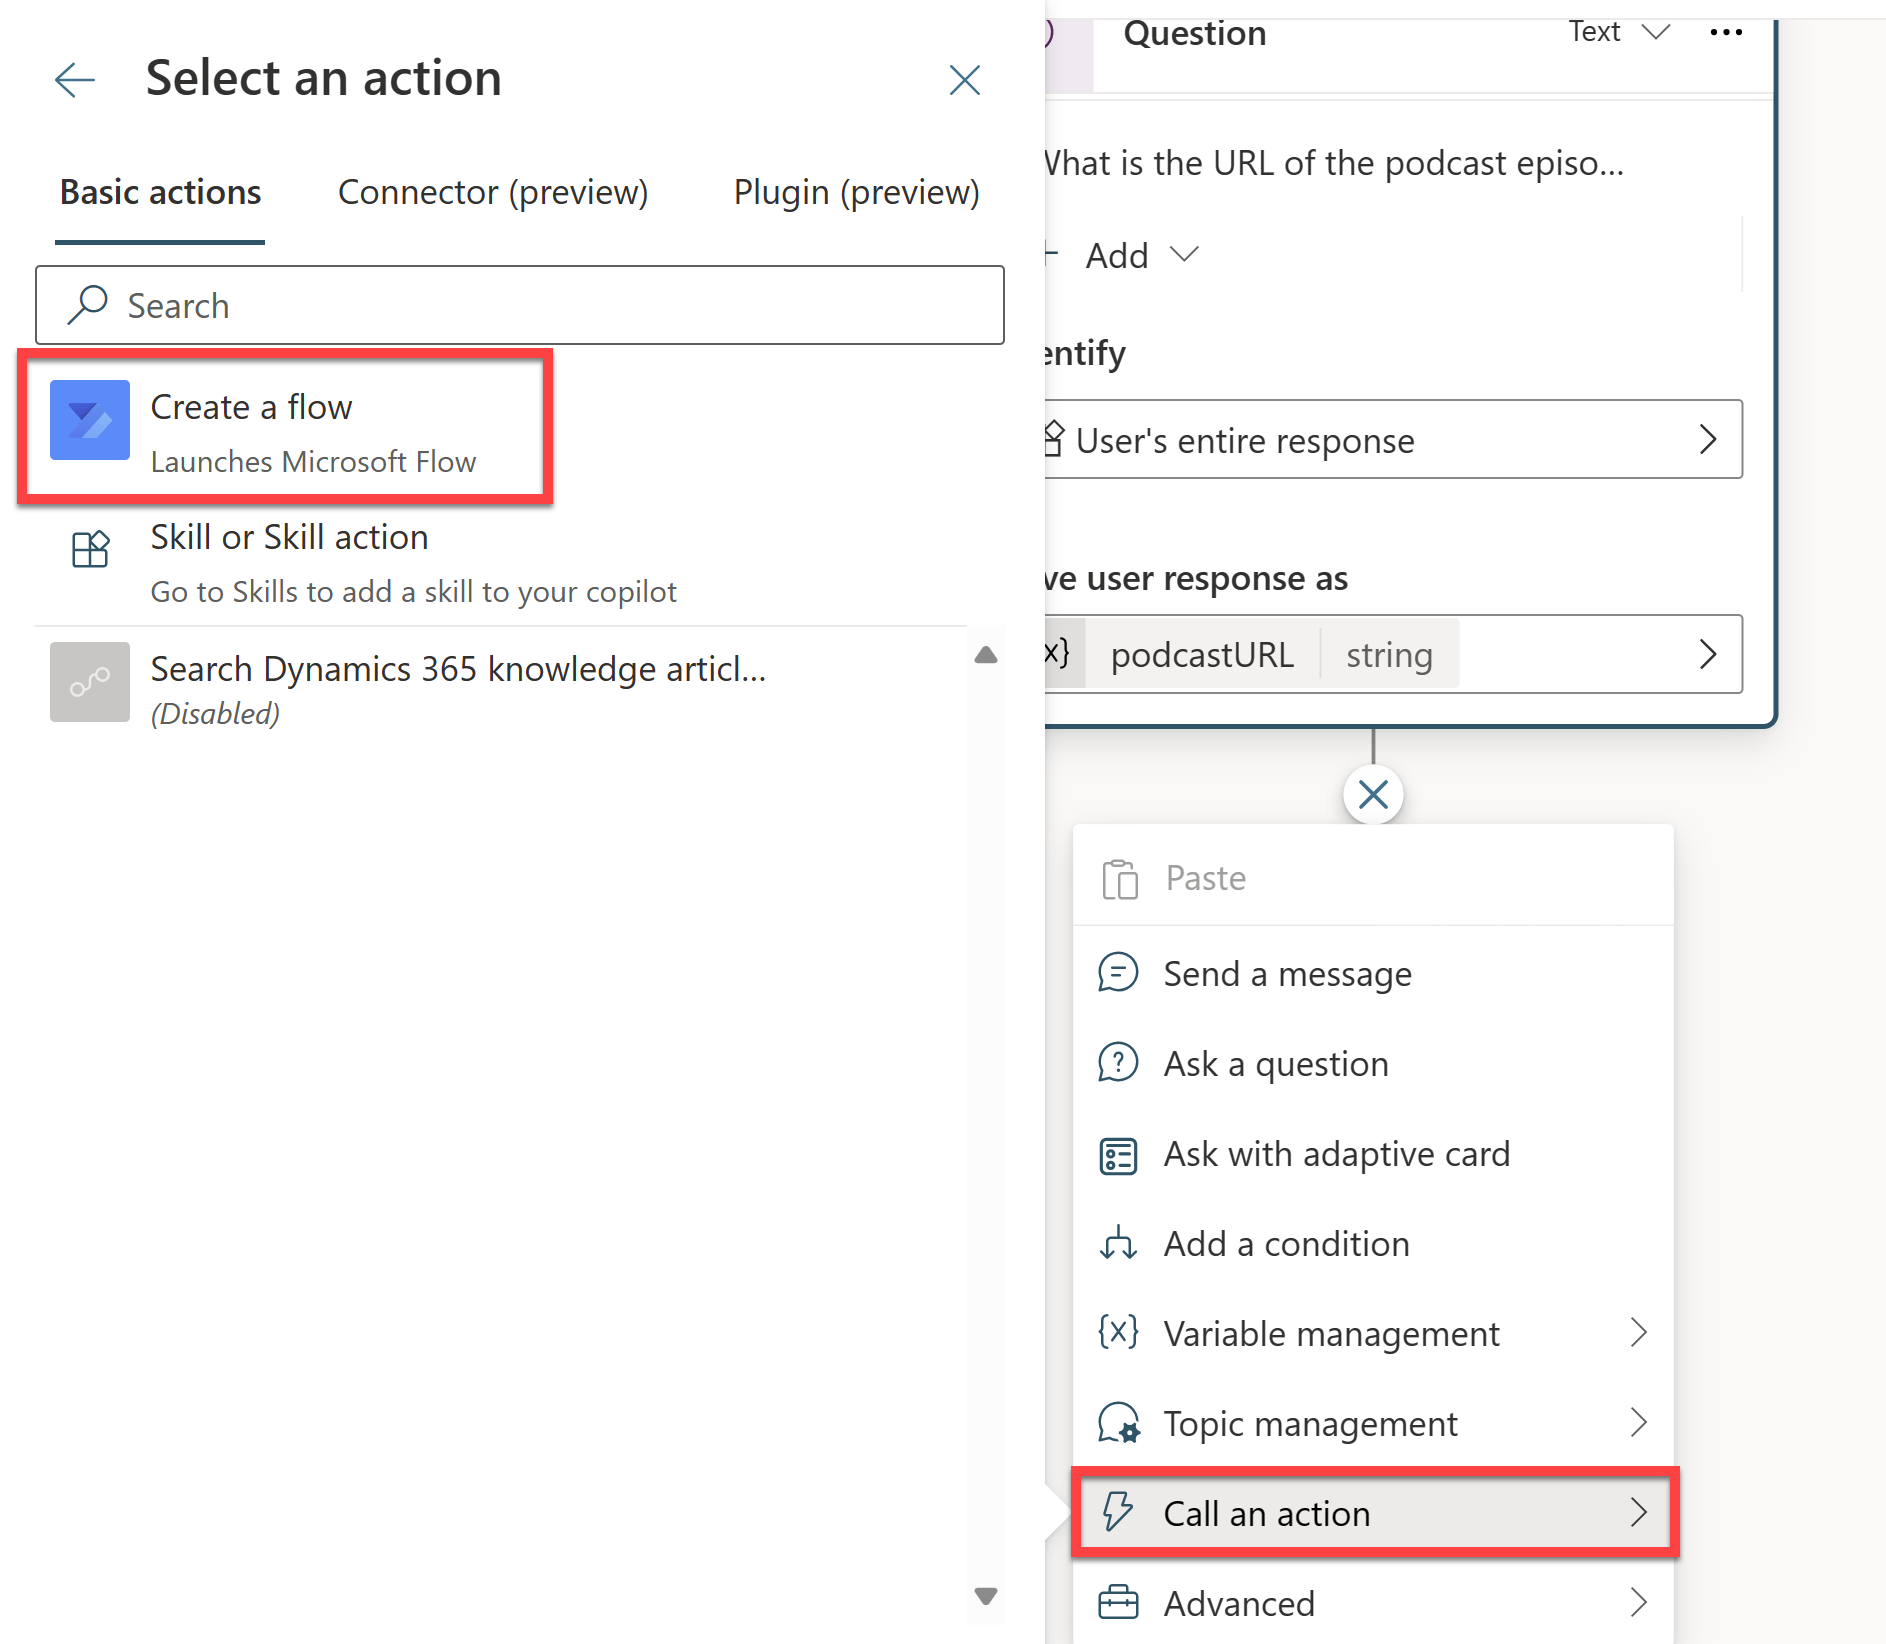 Select an action
Basic actions
Connector (preview)
Plugin (preview)
Search
Create a flow
Launches Microsoft Flow
Skill or Skill action
Go to Skills to add a skill to your copilot
Search Dynamics 365 knowledge articl...
(Disabled)
Question
Text
What is the URL of the podcast episo...
Add
entify
User's entire response
ve user response as
{x} podcastURL string
Paste
Send a message
Ask a question
Ask with adaptive card
Add a condition
{x} Variable management
Topic management
Call an action
Advanced